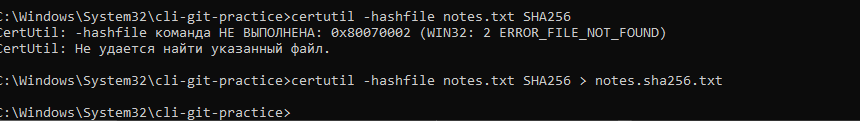 C:\Windows\System32\cli-git-practice>certutil -hashfile notes.txt SHA256
CertUtil: -hashfile команда НЕ ВЫПОЛНЕНА: 0x80070002 (WIN32: 2 ERROR_FILE_NOT_FOUND)
CertUtil: Не удается найти указанный файл.
C:\Windows\System32\cli-git-practice>certutil -hashfile notes.txt SHA256 > notes.sha256.txt
C:\Windows\System32\cli-git-practice>